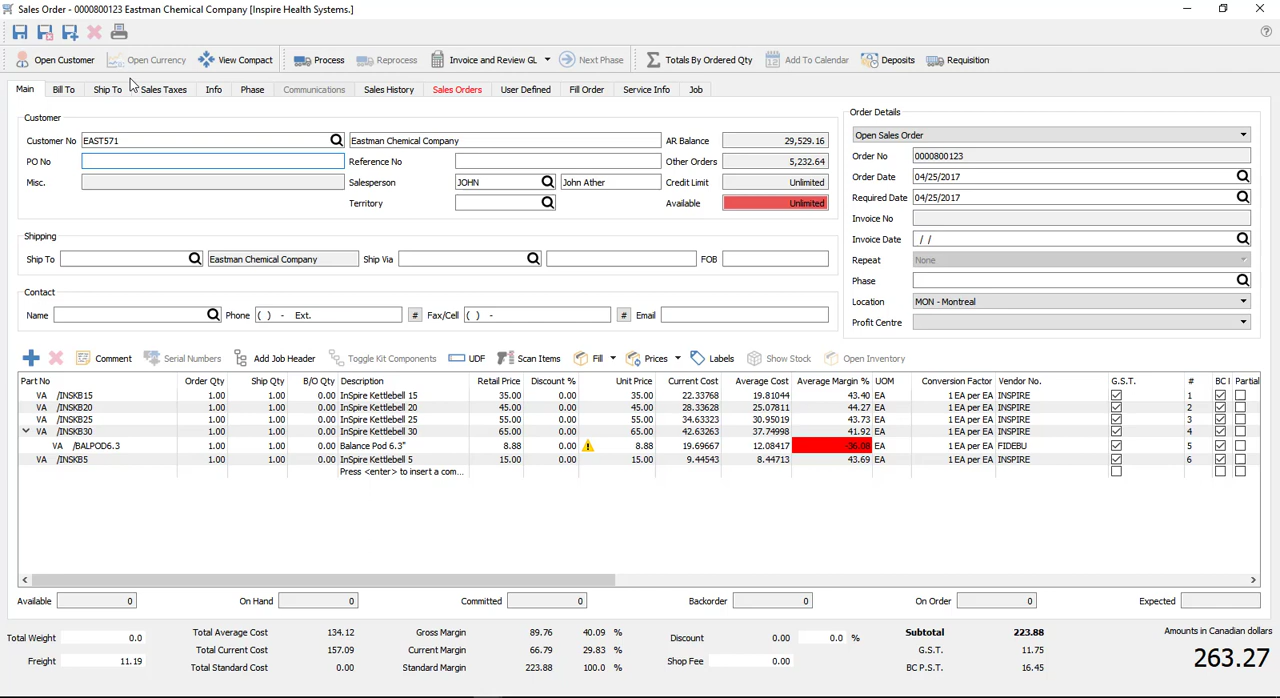 Sales Order - 0000800123 Eastman Chemical Company [Inspire Health Systems.]
Open Customer Open Currency View Compact Process Reprocess Invoice and Review GL Next Phase Totals By Ordered Qty Add To Calendar Deposits Requisition
Main Bill To Ship To Sales Taxes Info Phase Communications Sales History Sales Orders User Defined Fill Order Service Info Job
Customer
Customer No EAST571 Eastman Chemical Company AR Balance 29,529.16
PO No Reference No Other Orders 5,232.64
Misc. Salesperson JOHN John Ather Credit Limit Unlimited
Territory Available Unlimited
Shipping
Ship To Eastman Chemical Company Ship Via FOB
Contact
Name Phone ( ) - Ext. # Fax/Cell ( ) - # Email
Order Details
Open Sales Order
Order No 0000800123
Order Date 04/25/2017
Required Date 04/25/2017
Invoice No
Invoice Date / /
Repeat None
Phase
Location MON - Montreal
Profit Centre
Comment Serial Numbers Add Job Header Toggle Kit Components UDF Scan Items Fill Prices Labels Show Stock Open Inventory
Part No Order Qty Ship Qty B/O Qty Description Retail Price Discount % Unit Price Current Cost Average Cost Average Margin % UOM Conversion Factor Vendor No. G.S.T. # BC Partial
VA /INSKB15 1.00 1.00 0.00 InSpire Kettlebell 15 35.00 0.00 35.00 22.33768 19.81044 43.40 EA 1 EA per EA INSPIRE 1
VA /INSKB20 1.00 1.00 0.00 InSpire Kettlebell 20 45.00 0.00 45.00 28.33628 25.07811 44.27 EA 1 EA per EA INSPIRE 2
VA /INSKB25 1.00 1.00 0.00 InSpire Kettlebell 25 55.00 0.00 55.00 34.63323 30.95019 43.73 EA 1 EA per EA INSPIRE 3
VA /INSKB30 1.00 1.00 0.00 InSpire Kettlebell 30 65.00 0.00 65.00 42.63263 37.74998 41.92 EA 1 EA per EA INSPIRE 4
VA /BALPOD6.3 1.00 1.00 0.00 Balance Pod 6.3" 8.88 0.00 8.88 19.69667 12.08417 -36.08 EA 1 EA per EA FIDEBU 5
VA /INSKB5 1.00 1.00 0.00 InSpire Kettlebell 5 15.00 0.00 15.00 9.44543 8.44713 43.69 EA 1 EA per EA INSPIRE 6
Press <enter> to insert a com...
Available 0 On Hand 0 Committed 0 Backorder 0 On Order 0 Expected
Total Weight 0.0
Freight 11.19
Total Average Cost 134.12
Total Current Cost 157.09
Total Standard Cost 0.00
Gross Margin 89.76 40.09 %
Current Margin 66.79 29.83 %
Standard Margin 223.88 100.0 %
Discount 0.00 0.0 %
Shop Fee 0.00
Subtotal 223.88
G.S.T. 11.75
BC P.S.T. 16.45
Amounts in Canadian dollars
263.27